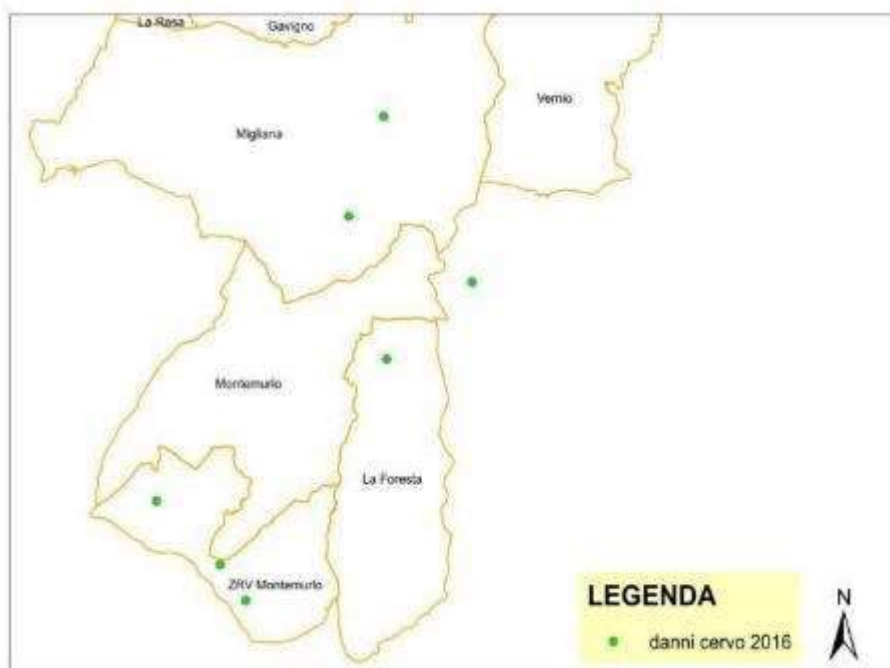 La Rasa
Gavigno
Vernio
Migliana
Montemurlo
La Foresta
ZRV Montemurlo
LEGENDA
danni cervo 2016
N